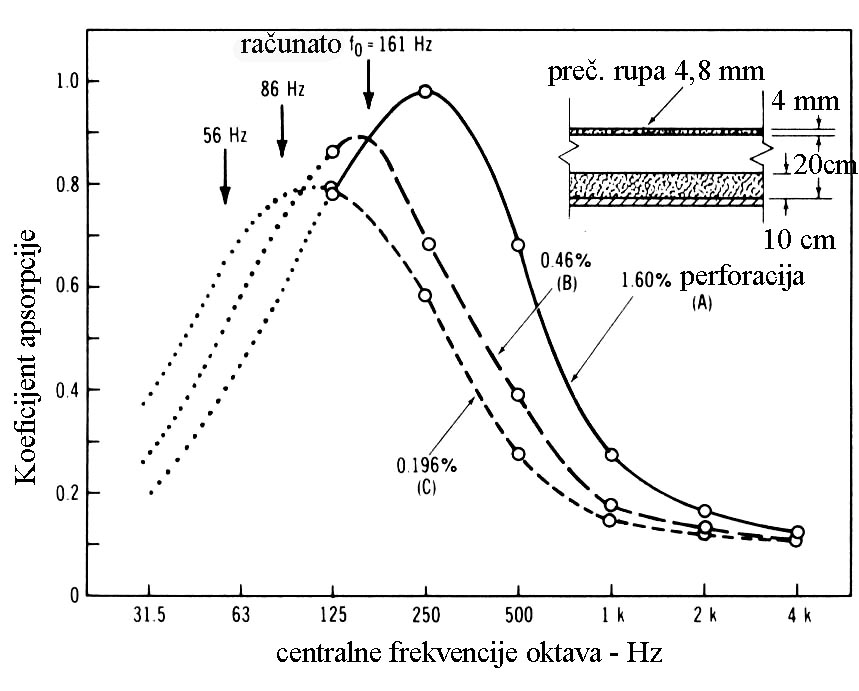 računato f₀ = 161 Hz
86 Hz
56 Hz
preč. rupa 4,8 mm
4 mm
20cm
10 cm
1.0
0.8
0.6
0.4
0.2
0
Koeficijent apsorpcije
0.46%
(B)
1.60% perforacija
(A)
0.196%
(C)
31.5 63 125 250 500 1 k 2 k 4 k
centralne frekvencije oktava - Hz